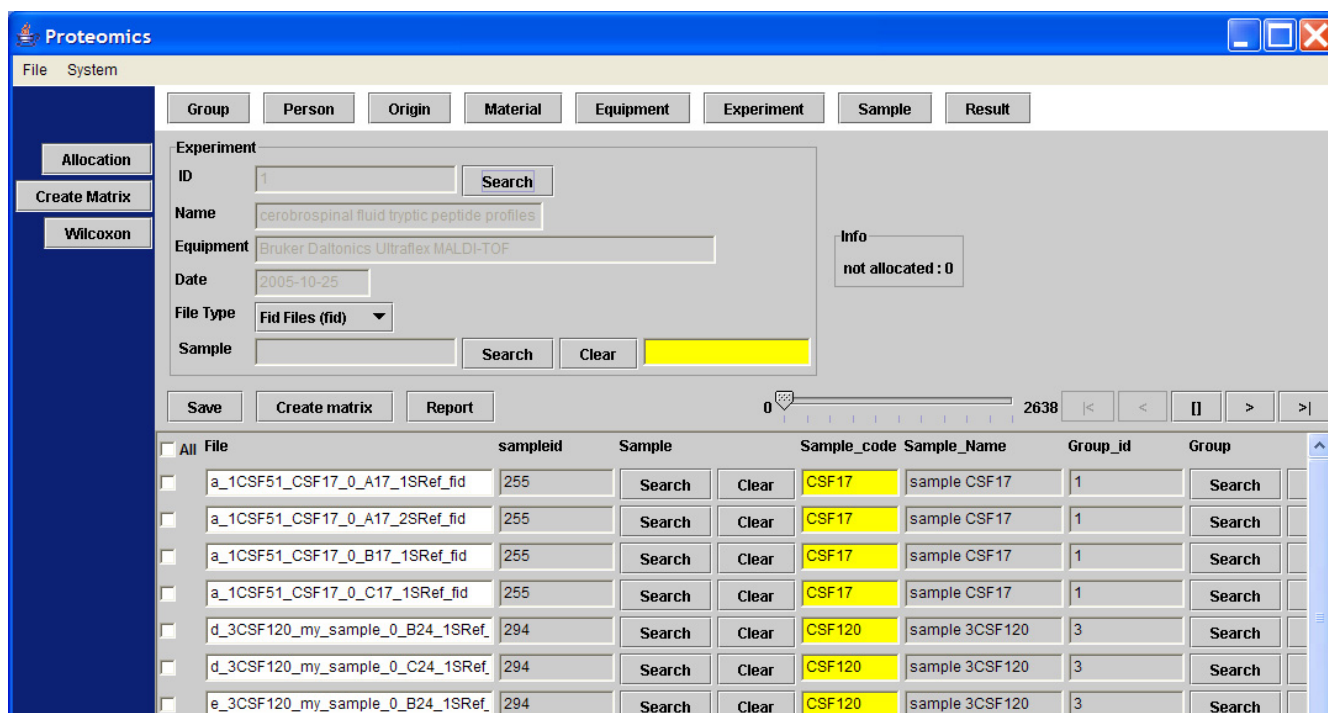 Proteomics
File System
Group Person Origin Material Equipment Experiment Sample Result
Allocation
Create Matrix
Wilcoxon
Experiment
ID 1 Search
Name cerobrospinal fluid tryptic peptide profiles
Equipment Bruker Daltonics Ultraflex MALDI-TOF
Date 2005-10-25
File Type Fid Files (fid)
Sample Search Clear
Info
not allocated : 0
Save Create matrix Report 0 2638 |< < [] > >|
All File sampleid Sample Sample_code Sample_Name Group_id Group
a_1CSF51_CSF17_0_A17_1SRef_fid 255 Search Clear CSF17 sample CSF17 1 Search
a_1CSF51_CSF17_0_A17_2SRef_fid 255 Search Clear CSF17 sample CSF17 1 Search
a_1CSF51_CSF17_0_B17_1SRef_fid 255 Search Clear CSF17 sample CSF17 1 Search
a_1CSF51_CSF17_0_C17_1SRef_fid 255 Search Clear CSF17 sample CSF17 1 Search
d_3CSF120_my_sample_0_B24_1SRef_ 294 Search Clear CSF120 sample 3CSF120 3 Search
d_3CSF120_my_sample_0_C24_1SRef_ 294 Search Clear CSF120 sample 3CSF120 3 Search
e_3CSF120_my_sample_0_B24_1SRef_ 294 Search Clear CSF120 sample 3CSF120 3 Search